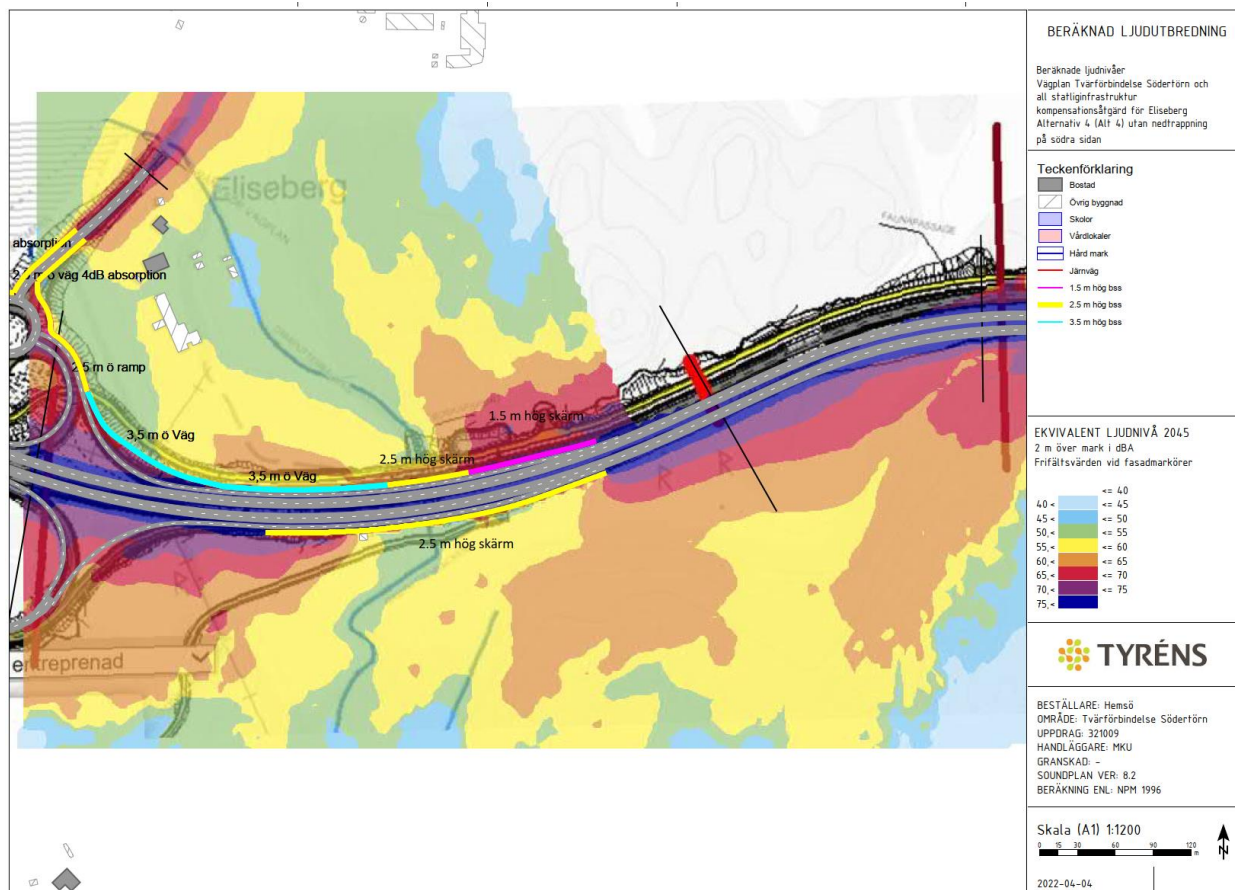 BERÄKNAD LJUDUTBREDNING
Beräknade ljudnivåer
Vägplan Tvärförbindelse Södertörn och
all statliginfrastruktur
kompensationsåtgärd för Eliseberg
Alternativ 4 (Alt 4) utan nedtrappning
på södra sidan
Teckenförklaring
Bostad
Övrig byggnad
Skolor
Vårdlokaler
Hård mark
Järnväg
1.5 m hög bss
2.5 m hög bss
3.5 m hög bss
EKVIVALENT LJUDNIVÅ 2045
2 m över mark i dBA
Frifältsvärden vid fasadmarkörer
<= 40
40 < <= 45
45 < <= 50
50 < <= 55
55 < <= 60
60 < <= 65
65 < <= 70
70 < <= 75
75 <
TYRÉNS
BESTÄLLARE: Hemsö
OMRÅDE: Tvärförbindelse Södertörn
UPPDRAG: 321009
HANDLÄGGARE: MKU
GRANSKAD: -
SOUNDPLAN VER: 8.2
BERÄKNING ENL: NPM 1996
Skala (A1) 1:1200
0 15 30 60 90 120
m
N
2022-04-04
Eliseberg
FAUNAPASSAGE
absorption
m ö väg 4dB absorption
2,5 m ö ramp
3,5 m ö Väg
3,5 m ö Väg
2.5 m hög skärm
1.5 m hög skärm
2.5 m hög skärm
entreprenad